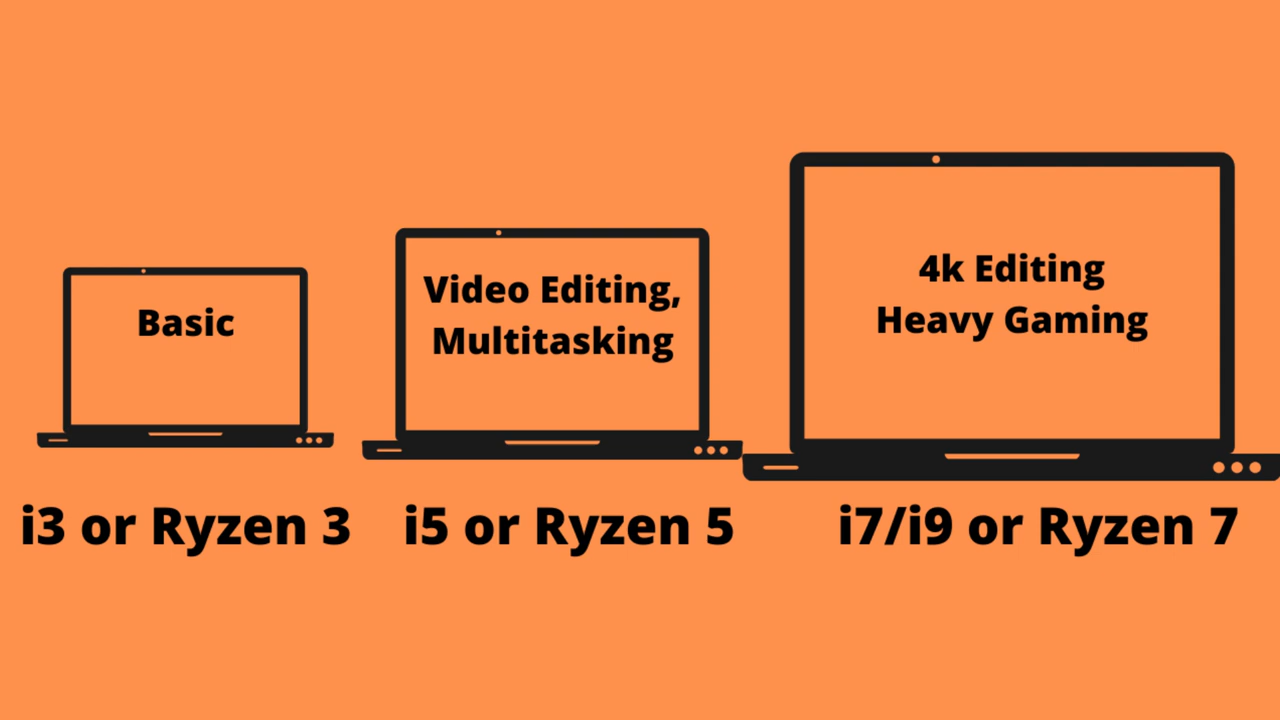 Basic
i3 or Ryzen 3
Video Editing,
Multitasking
i5 or Ryzen 5
4k Editing
Heavy Gaming
i7/i9 or Ryzen 7